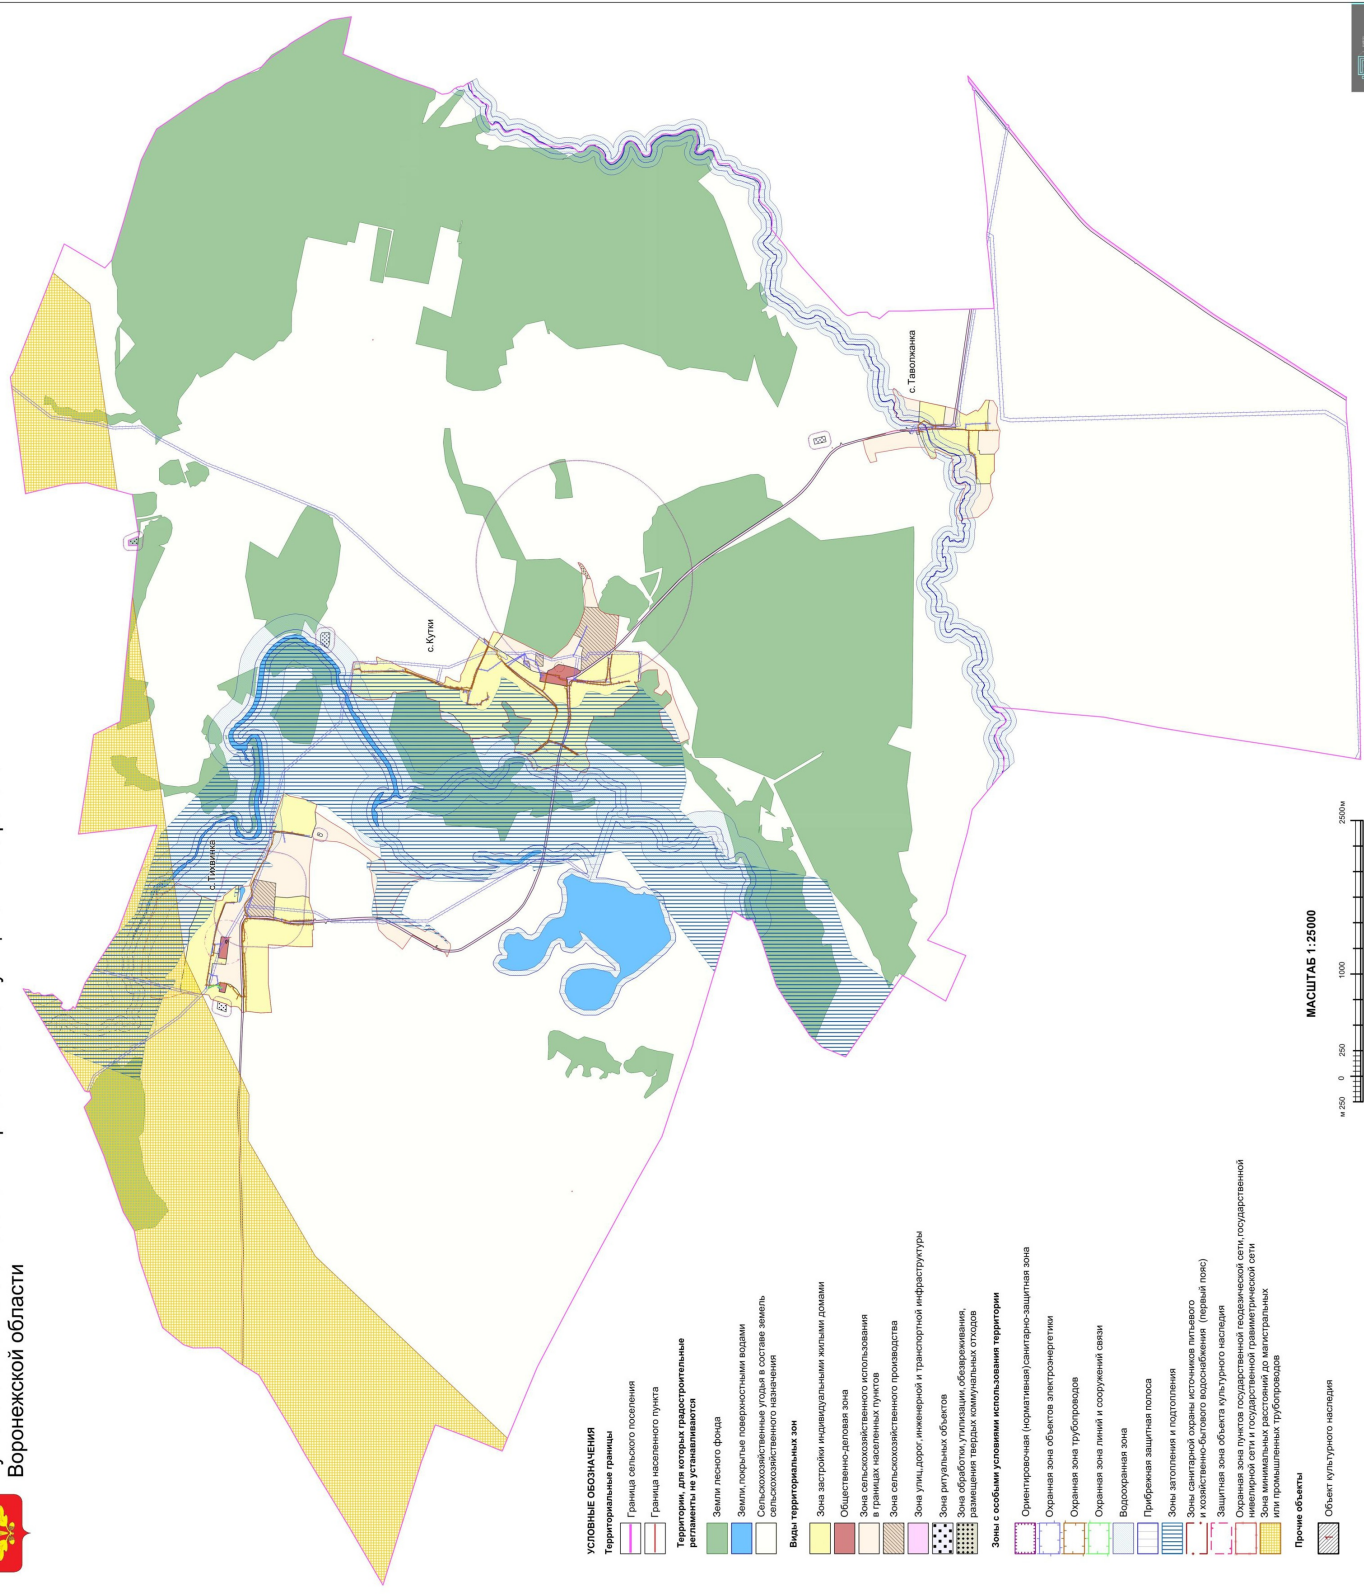 Воронежской области
с.Тихвинка
с.Кутки
с.Таволжанка
УСЛОВНЫЕ ОБОЗНАЧЕНИЯ
Территориальные границы
Граница сельского поселения
Граница населенного пункта
Территории, для которых градостроительные
регламенты не устанавливаются
Земли лесного фонда
Земли, покрытые поверхностными водами
Сельскохозяйственные угодья в составе земель
сельскохозяйственного назначения
Виды территориальных зон
Зона застройки индивидуальными жилыми домами
Общественно-деловая зона
Зона сельскохозяйственного использования
в границах населенных пунктов
Зона сельскохозяйственного производства
Зона улиц, дорог, инженерной и транспортной инфраструктуры
Зона ритуальных объектов
Зона обработки, утилизации, обезвреживания,
размещения твердых коммунальных отходов
Зоны с особыми условиями использования территории
Ориентировочная (нормативная) санитарно-защитная зона
Охранная зона объектов электроэнергетики
Охранная зона трубопроводов
Охранная зона линий и сооружений связи
Водоохранная зона
Прибрежная защитная полоса
Зоны затопления и подтопления
Зоны санитарной охраны источников питьевого
и хозяйственно-бытового водоснабжения (первый пояс)
Защитная зона объекта культурного наследия
Охранная зона пунктов государственной геодезической сети, государственной
нивелирной сети и государственной гравиметрической сети
Зона минимальных расстояний до магистральных
или промышленных трубопроводов
Прочие объекты
Объект культурного наследия
МАСШТАБ 1:25000
м 250 0 250 1000 2500м